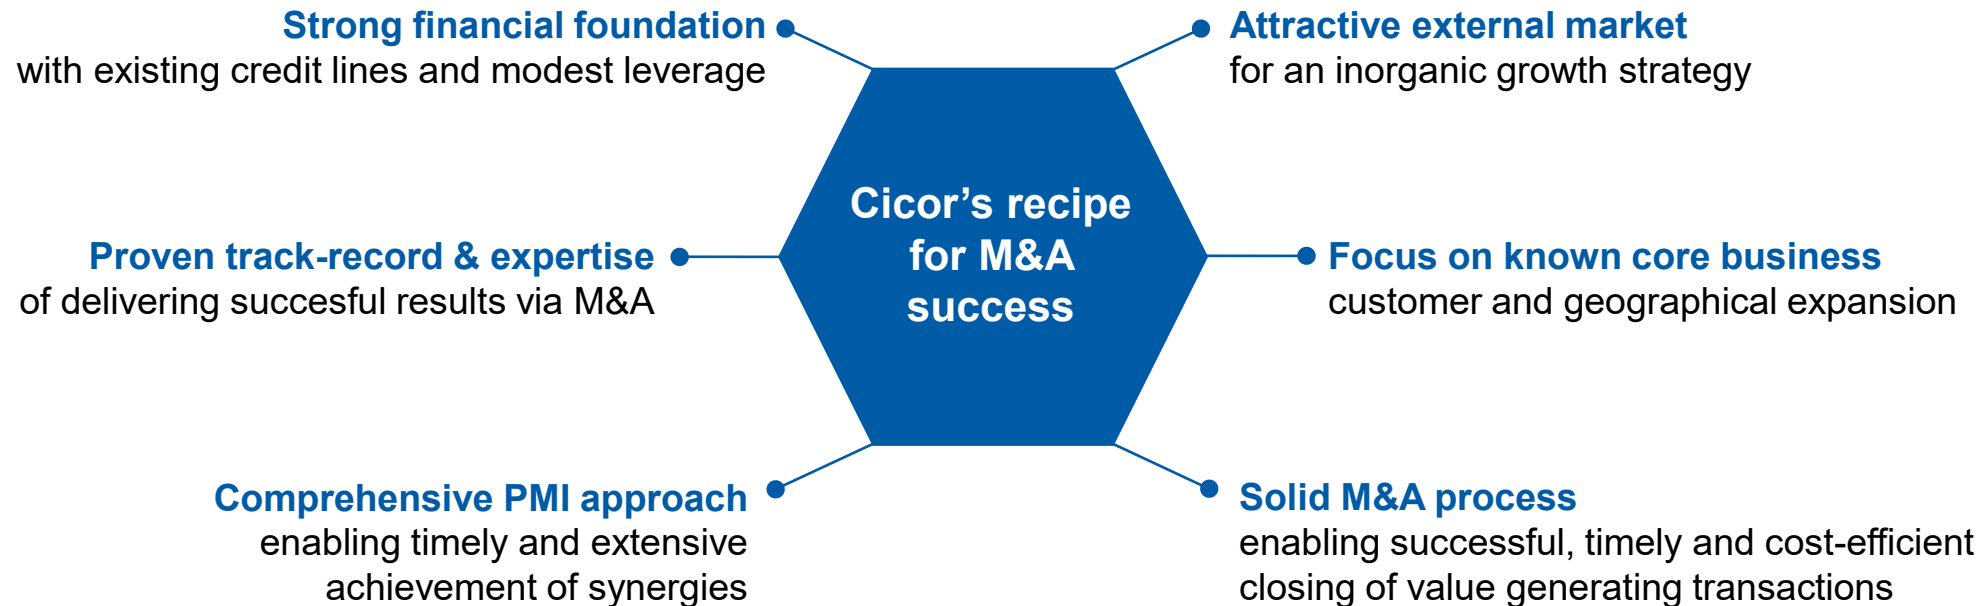 Strong financial foundation
with existing credit lines and modest leverage
Attractive external market
for an inorganic growth strategy
Cicor’s recipe
for M&A
success
Proven track-record & expertise
of delivering succesful results via M&A
Focus on known core business
customer and geographical expansion
Comprehensive PMI approach
enabling timely and extensive
achievement of synergies
Solid M&A process
enabling successful, timely and cost-efficient
closing of value generating transactions